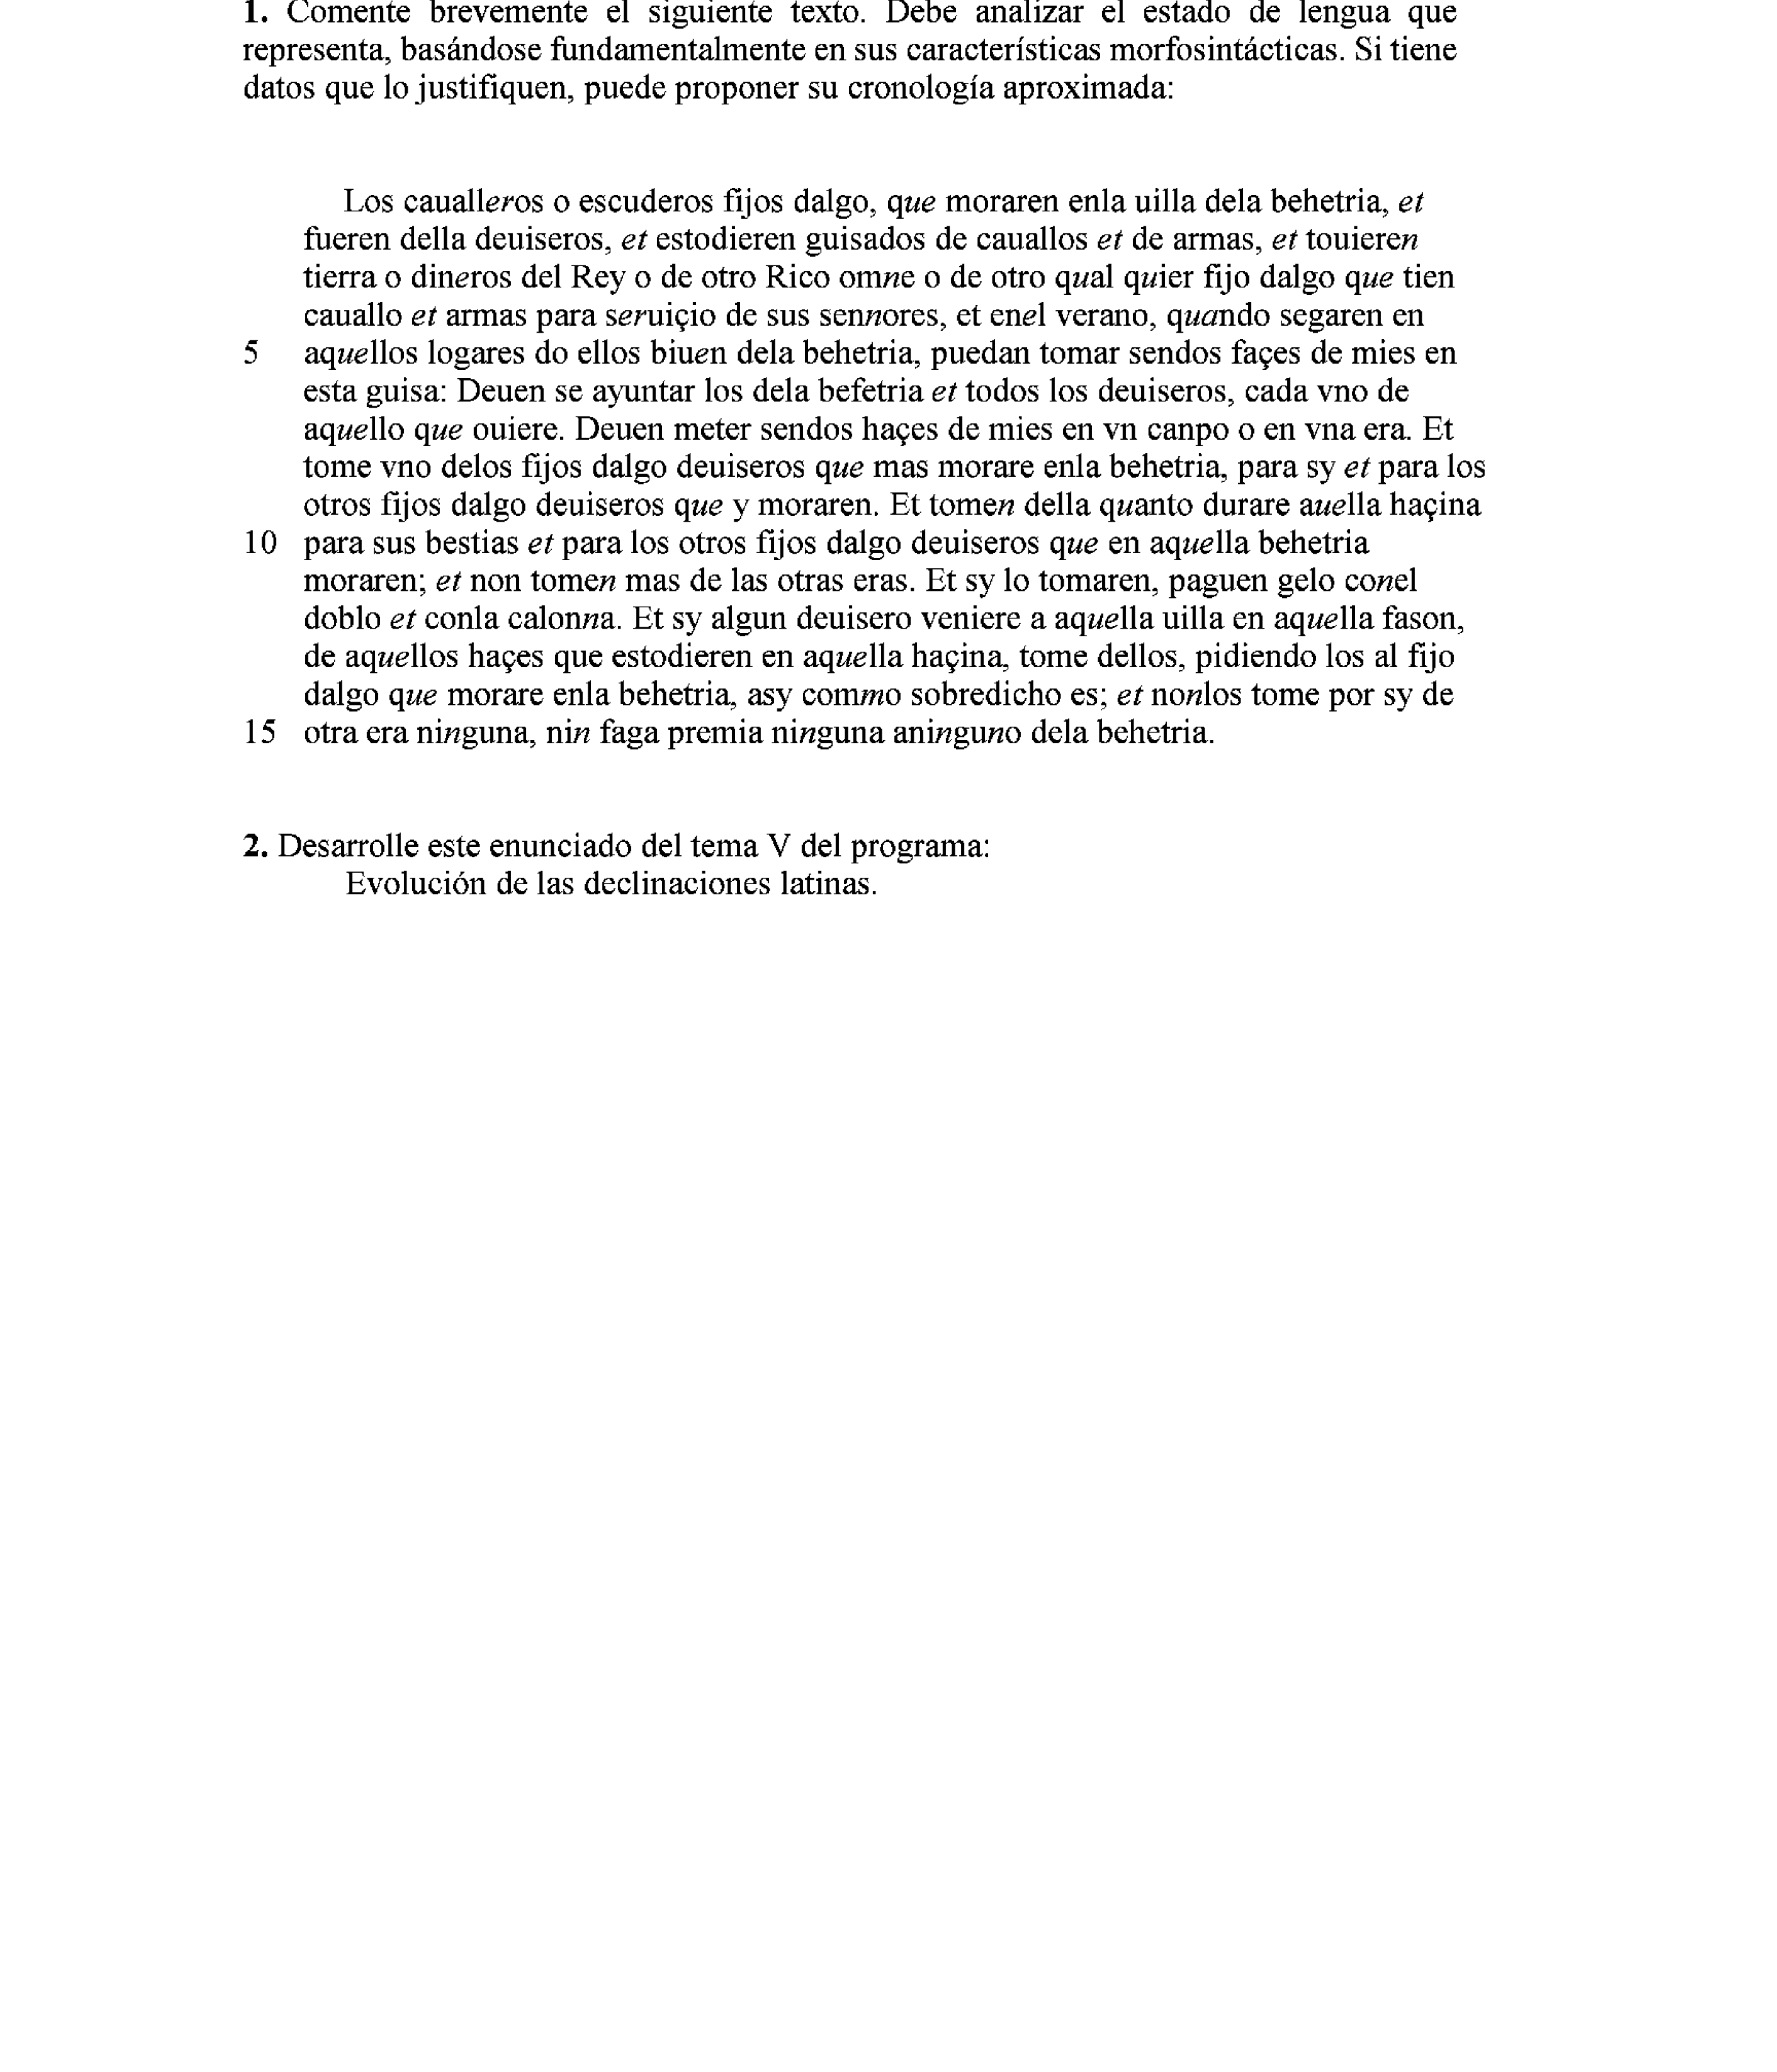 1. Comente brevemente el siguiente texto. Debe analizar el estado de lengua que
representa, basándose fundamentalmente en sus características morfosintácticas. Si tiene
datos que lo justifiquen, puede proponer su cronología aproximada:
Los caualleros o escuderos fijos dalgo, que moraren enla uilla dela behetria, et
fueren della deuiseros, et estodieren guisados de cauallos et de armas, et touieren
tierra o dineros del Rey o de otro Rico omne o de otro qual quier fijo dalgo que tien
cauallo et armas para seruiçio de sus sennores, et enel verano, quando segaren en
5 aquellos logares do ellos biuen dela behetria, puedan tomar sendos façes de mies en
esta guisa: Deuen se ayuntar los dela befetria et todos los deuiseros, cada vno de
aquello que ouiere. Deuen meter sendos haçes de mies en vn canpo o en vna era. Et
tome vno delos fijos dalgo deuiseros que mas morare enla behetria, para sy et para los
otros fijos dalgo deuiseros que y moraren. Et tomen della quanto durare auella haçina
10 para sus bestias et para los otros fijos dalgo deuiseros que en aquella behetria
moraren; et non tomen mas de las otras eras. Et sy lo tomaren, paguen gelo conel
doblo et conla calonna. Et sy algun deuisero veniere a aquella uilla en aquella fason,
de aquellos haçes que estodieren en aquella haçina, tome dellos, pidiendo los al fijo
dalgo que morare enla behetria, asy commo sobredicho es; et nonlos tome por sy de
15 otra era ninguna, nin faga premia ninguna aninguno dela behetria.
2. Desarrolle este enunciado del tema V del programa:
Evolución de las declinaciones latinas.